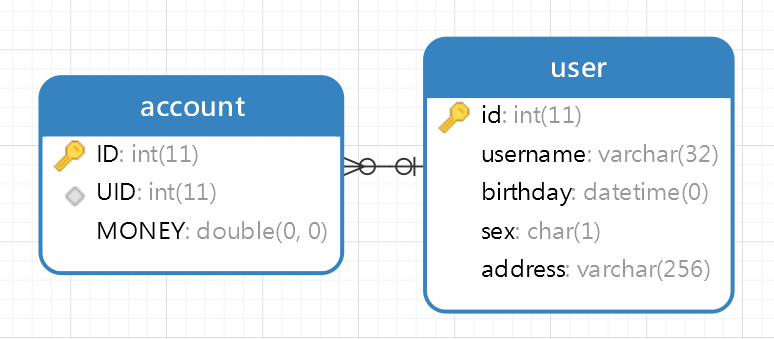 account
ID: int(11)
UID: int(11)
MONEY: double(0, 0)
user
id: int(11)
username: varchar(32)
birthday: datetime(0)
sex: char(1)
address: varchar(256)